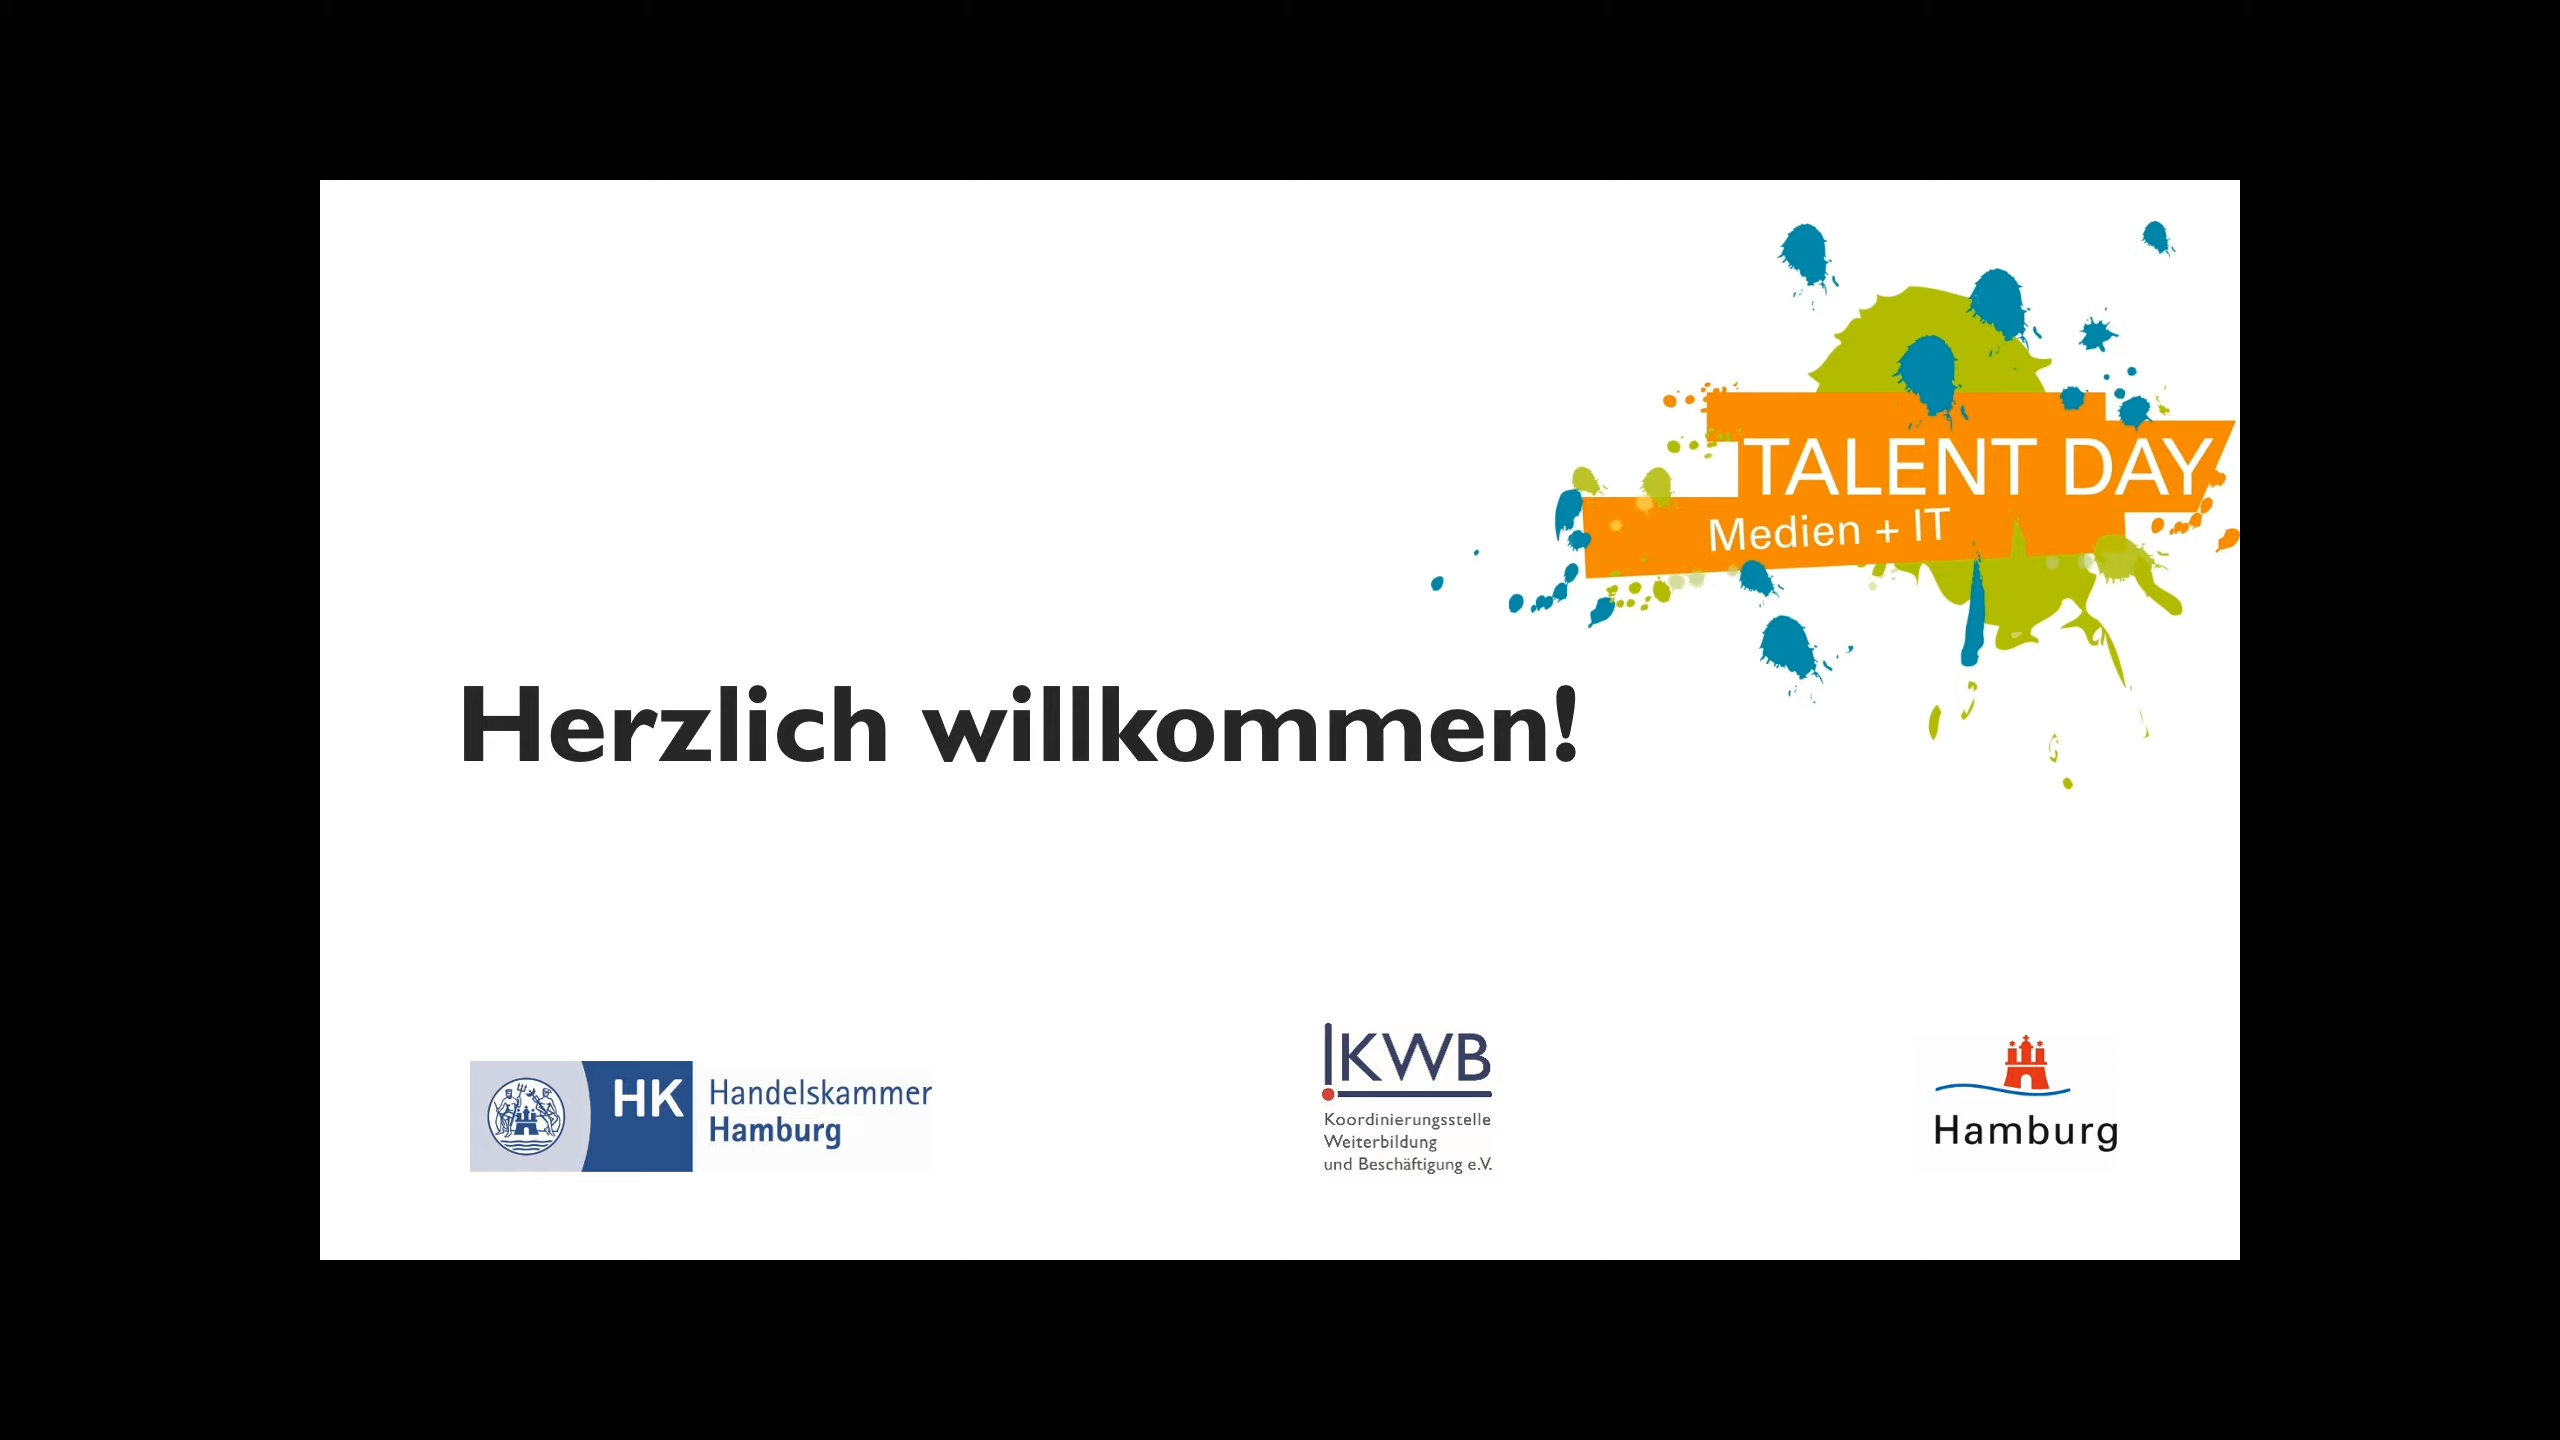 TALENT DAY
Medien + IT
Herzlich willkommen!
HK Handelskammer
Hamburg
KWB
Koordinierungsstelle
Weiterbildung
und Beschäftigung e.V.
Hamburg